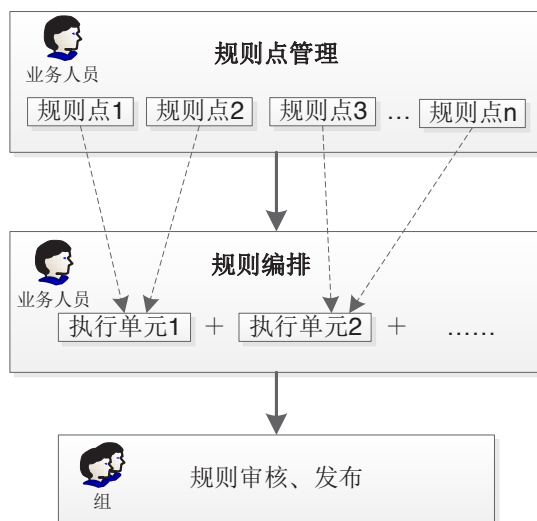 规则点管理
业务人员
规则点1 规则点2 规则点3 … 规则点n
规则编排
业务人员
执行单元1 + 执行单元2 + ……
规则审核、发布
组